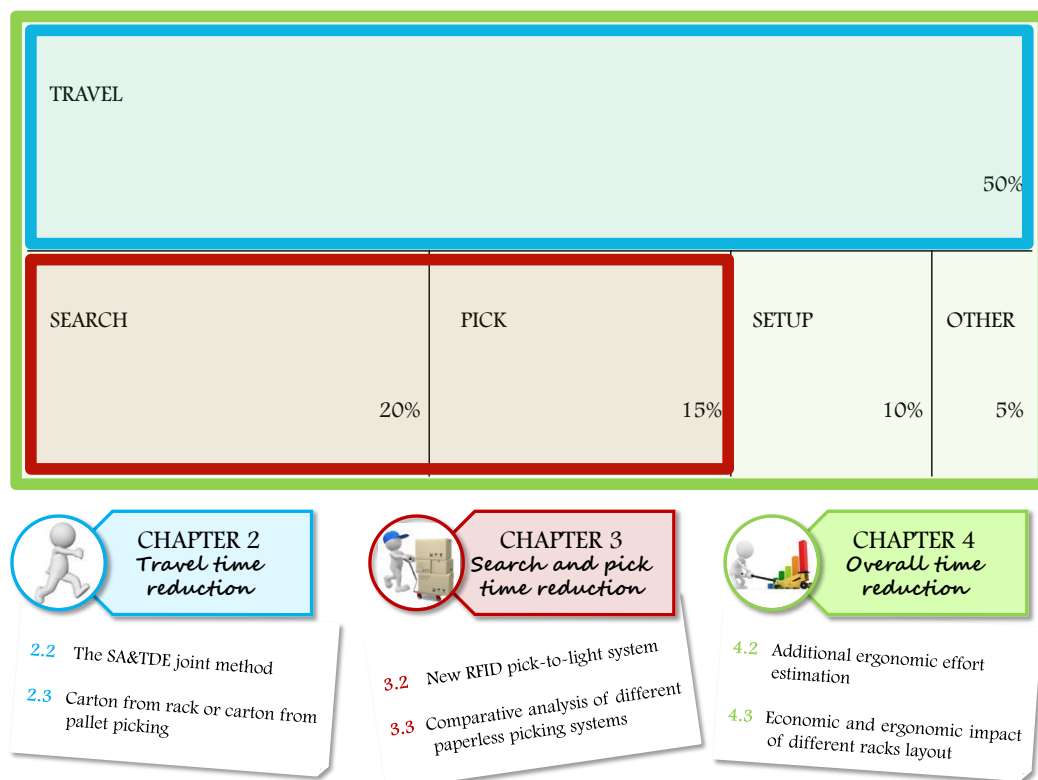 TRAVEL
50%
SEARCH
PICK
SETUP
OTHER
20%
15%
10%
5%
CHAPTER 2
Travel time
reduction
2.2 The SA&TDE joint method
2.3 Carton from rack or carton from
pallet picking
CHAPTER 3
Search and pick
time reduction
3.2 New RFID pick-to-light system
3.3 Comparative analysis of different
paperless picking systems
CHAPTER 4
Overall time
reduction
4.2 Additional ergonomic effort
estimation
4.3 Economic and ergonomic impact
of different racks layout